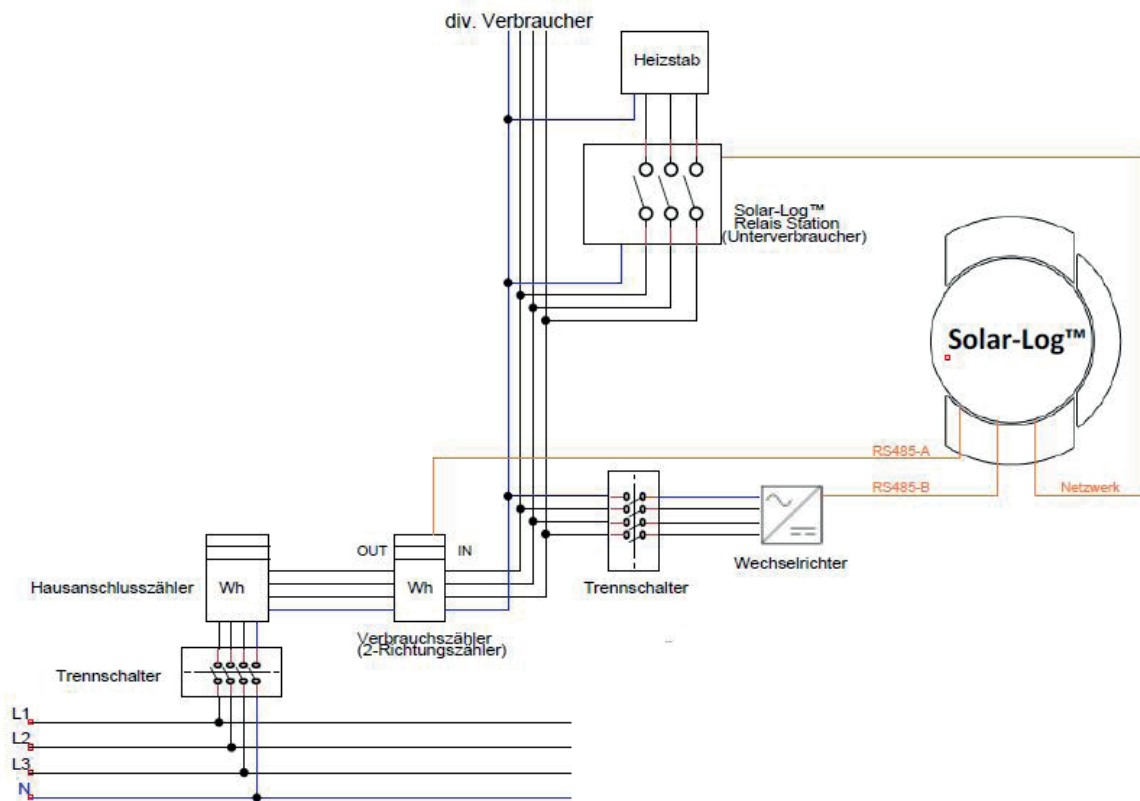 div. Verbraucher
Heizstab
Solar-Log™
Relais Station
(Unterverbraucher)
Solar-Log™
RS485-A
RS485-B
Netzwerk
OUT
IN
Wechselrichter
Hausanschlusszähler
Wh
Wh
Trennschalter
Verbrauchszähler
(2-Richtungszähler)
Trennschalter
L1
L2
L3
N